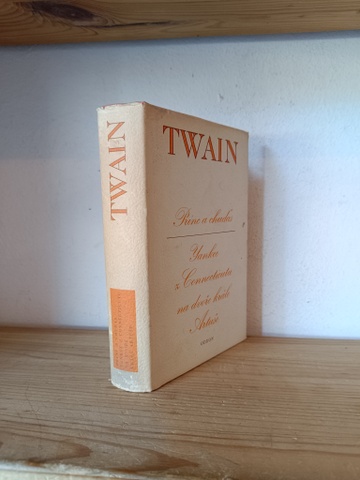 TWAIN
Princ a chuďas
Yankee
z Connecticutu
na dvoře krále
Artuše
TWAIN